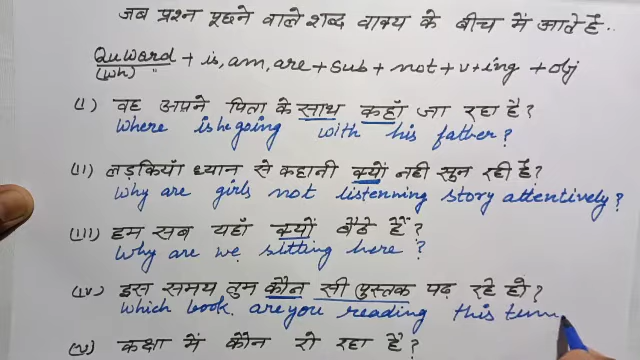 जब प्रश्न पूछने वाले शब्द वाक्य के बीच में आते हैं..
Quword + is, am, are + sub + not + v + ing + obj
(Wh)
(I) वह अपने पिता के साथ कहाँ जा रहा है?
Where is he going with his father?
(II) लड़कियाँ ध्यान से कहानी क्यों नही सुन रही हैं?
Why are girls not listenning story attentively?
(III) हम सब यहाँ क्यों बैठे हैं?
Why are we sitting here?
(IV) इस समय तुम कौन सी पुस्तक पढ़ रहे हो?
Which book are you reading this
(V) कक्षा में कौन रो रहा है?